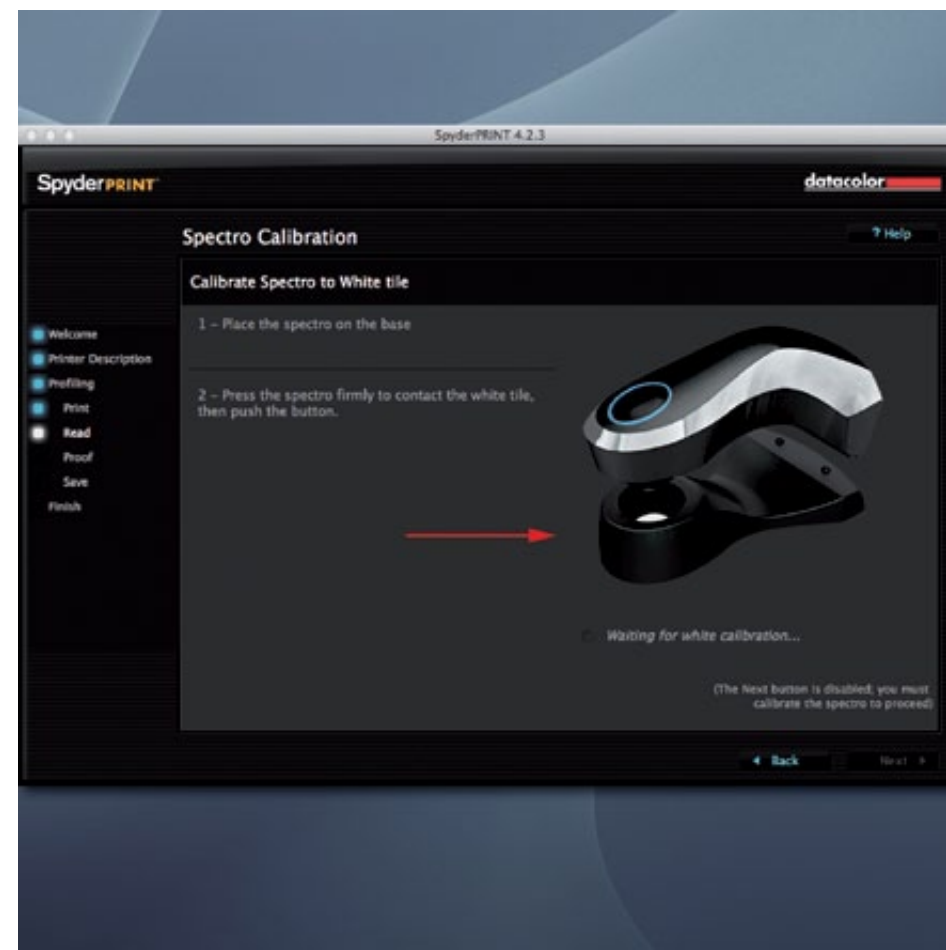 SpyderPRINT 4.2.3
SpyderPRINT™
datacolor
Spectro Calibration
? Help
Calibrate Spectro to White tile
Welcome
Printer Description
Profiling
Print
Read
Proof
Save
Finish
1 – Place the spectro on the base
2 – Press the spectro firmly to contact the white tile,
then push the button.
Waiting for white calibration...
(The Next button is disabled; you must
calibrate the spectro to proceed)
Back
Next